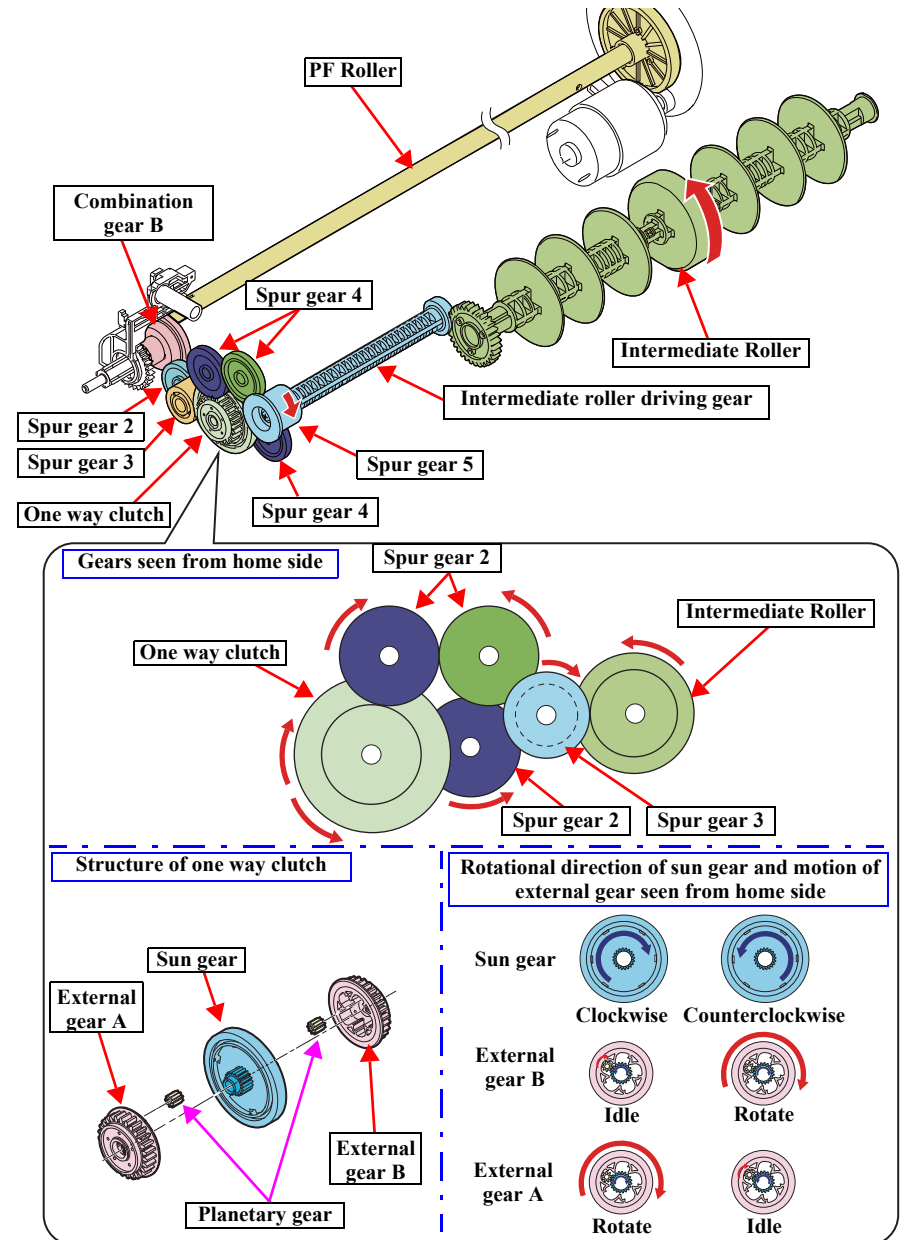 PF Roller
Combination
gear B
Spur gear 4
Intermediate Roller
Intermediate roller driving gear
Spur gear 2
Spur gear 3
Spur gear 5
One way clutch
Spur gear 4
Gears seen from home side
Spur gear 2
Intermediate Roller
One way clutch
Spur gear 2
Spur gear 3
Structure of one way clutch
Rotational direction of sun gear and motion of
external gear seen from home side
Sun gear
External
gear A
External
gear B
Planetary gear
Sun gear
Clockwise
Counterclockwise
External
gear B
Idle
Rotate
External
gear A
Rotate
Idle